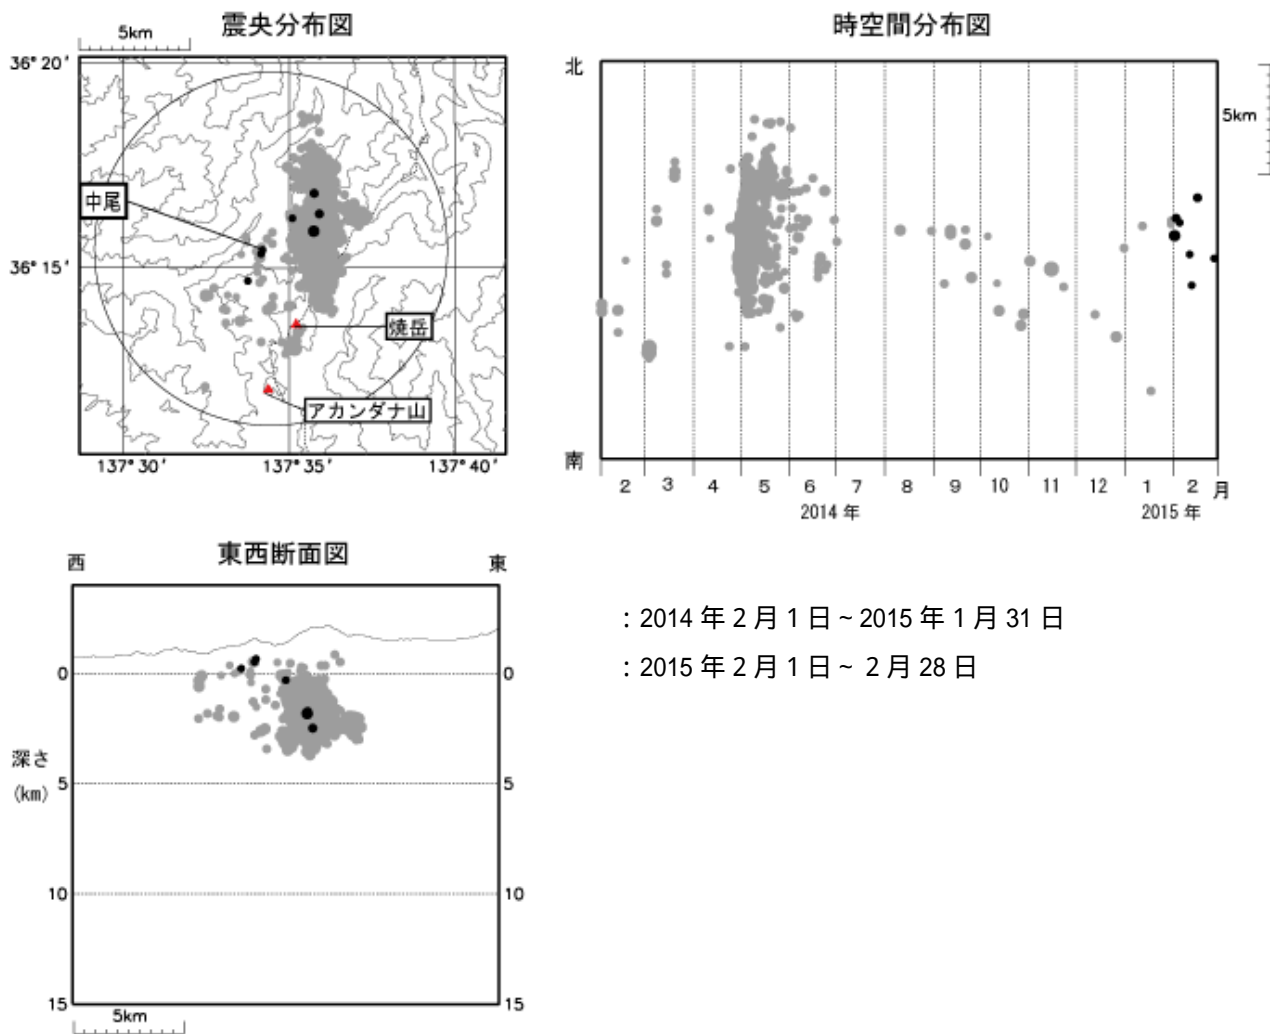 震央分布図
5km
36° 20′
中尾
36° 15′
焼岳
アカンダナ山
137° 30′
137° 35′
137° 40′
時空間分布図
北
5km
南
2 3 4 5 6 7 8 9 10 11 12 1 2 月
2014 年 2015 年
東西断面図
西 東
0 0
深さ
(km)
5 5
10 10
15 15
5km
：2014 年 2 月 1 日～2015 年 1 月 31 日
：2015 年 2 月 1 日～ 2 月 28 日